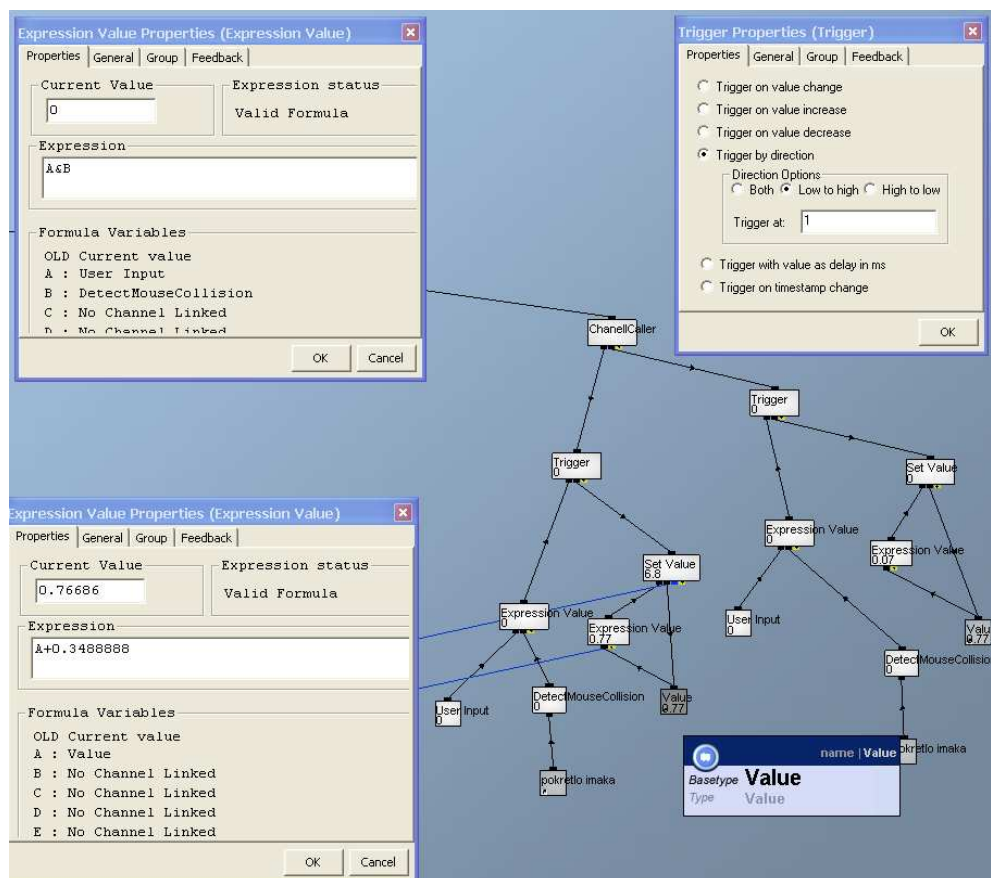 Expression Value Properties (Expression Value)
Properties General Group Feedback
Current Value
0
Expression status
Valid Formula
Expression
A&B
Formula Variables
OLD Current value
A : User Input
B : DetectMouseCollision
C : No Channel Linked
D : No Channel Linked
OK Cancel
Trigger Properties (Trigger)
Properties General Group Feedback
Trigger on value change
Trigger on value increase
Trigger on value decrease
Trigger by direction
Direction Options
Both Low to high High to low
Trigger at: 1
Trigger with value as delay in ms
Trigger on timestamp change
OK
Expression Value Properties (Expression Value)
Properties General Group Feedback
Current Value
0.76686
Expression status
Valid Formula
Expression
A+0.3488888
Formula Variables
OLD Current value
A : Value
B : No Channel Linked
C : No Channel Linked
D : No Channel Linked
E : No Channel Linked
OK Cancel
ChanellCaller
Trigger
0
Trigger
0
Set Value
0
Expression Value
0
Expression Value
0.07
Set Value
6.8
Expression Value
0
Expression Value
0.77
User Input
0
Valu
0.77
DetectMouseCollision
0
User Input
0
DetectMouseCollision
0
Value
0.77
pokretlo imaka
pokretlo imaka
name | Value
Basetype Value
Type Value